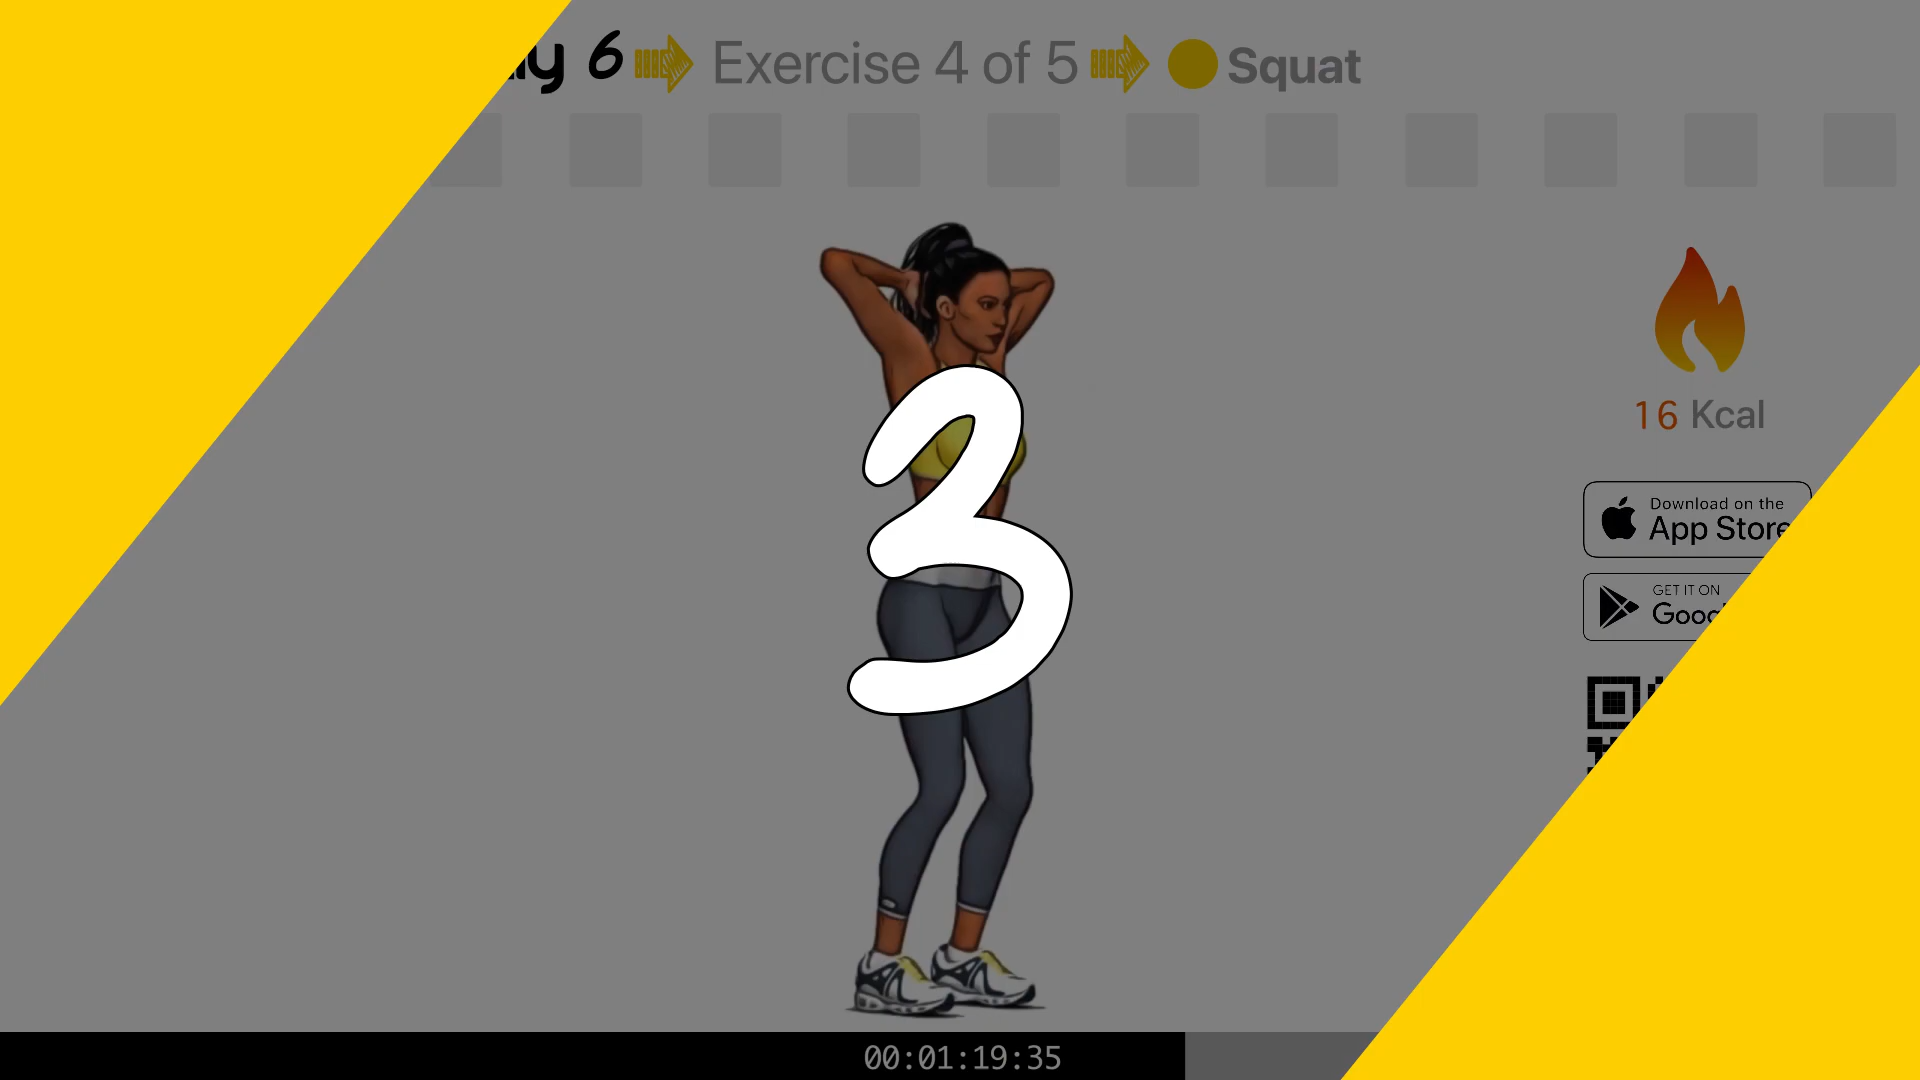 6 Exercise 4 of 5 Squat
3
16 Kcal
Download on the
App Store
GET IT ON
00:01:19:35